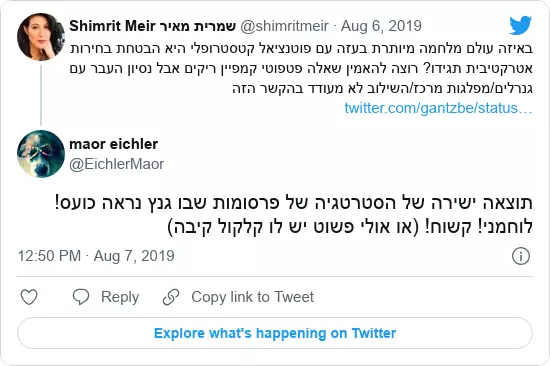 Shimrit Meir שמרית מאיר @shimritmeir · Aug 6, 2019
באיזה עולם מלחמה מיותרת בעזה עם פוטנציאל קטסטרופלי היא הבטחת בחירות
אטרקטיבית תגידו? רוצה להאמין שאלה פטפוטי קמפיין ריקים אבל נסיון העבר עם
גנרלים/מפלגות מרכז/השילוב לא מעודד בהקשר הזה
twitter.com/gantzbe/status…
maor eichler
@EichlerMaor
תוצאה ישירה של הסטרטגיה של פרסומות שבו גנץ נראה כועס!
לוחמני! קשוח! (או אולי פשוט יש לו קלקול קיבה)
12:50 PM · Aug 7, 2019
Reply
Copy link to Tweet
Explore what's happening on Twitter